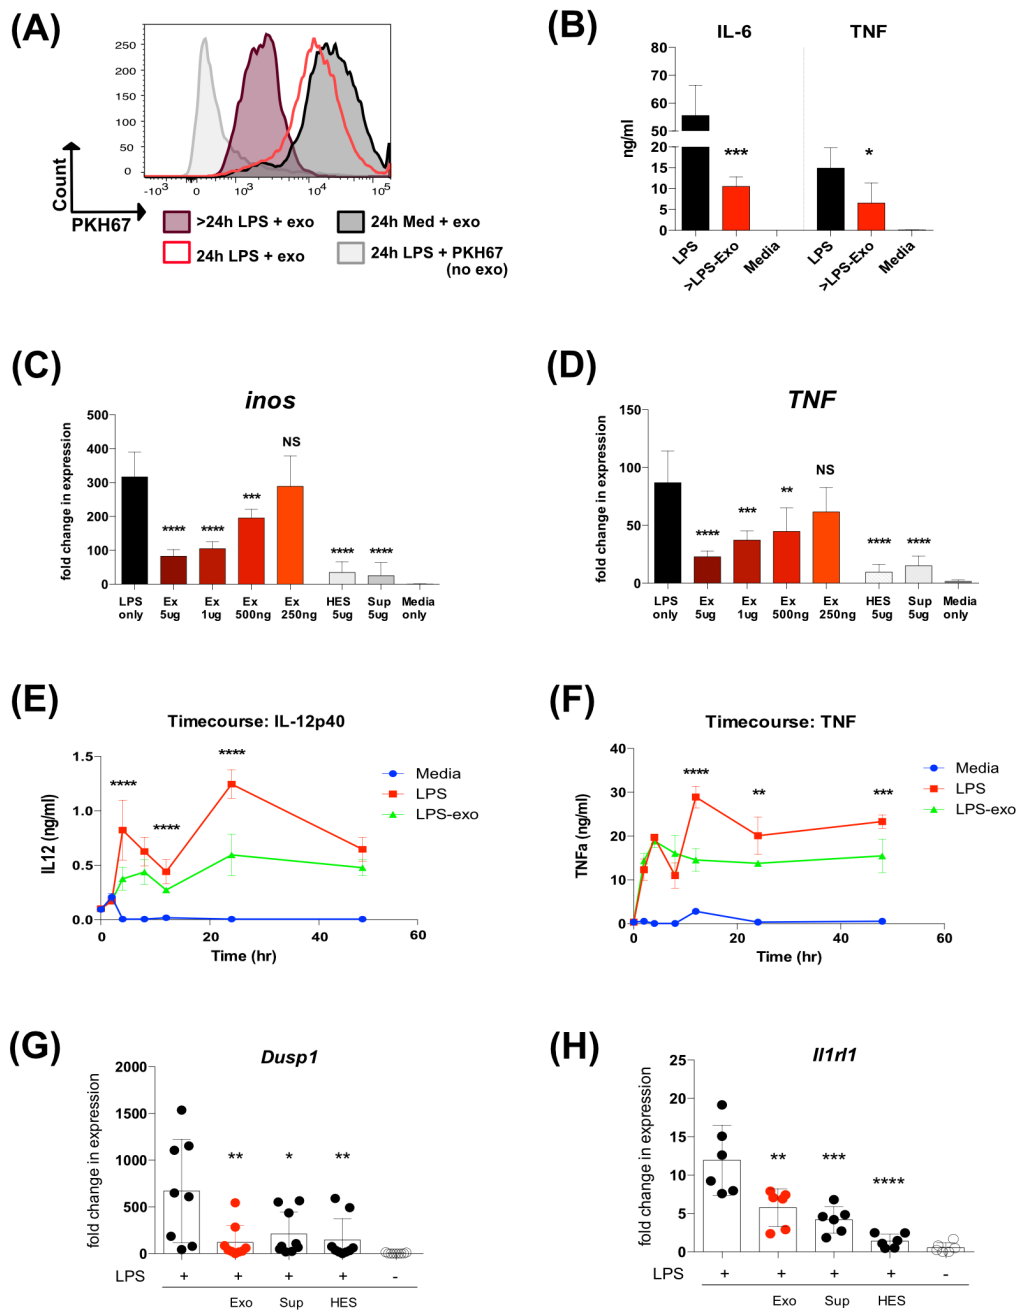 (A)
250
200
150
100
50
0
-10³ 0 10³ 10⁴ 10⁵
Count
PKH67
>24h LPS + exo
24h Med + exo
24h LPS + exo
24h LPS + PKH67
(no exo)
(B)
IL-6 TNF
ng/ml
80
70
60
50
20
15
10
5
0
*** *
LPS >LPS-Exo Media LPS >LPS-Exo Media
(C)
inos
fold change in expression
500
400
300
200
100
0
**** **** *** NS **** ****
LPS Ex Ex Ex Ex HES Sup Media
only 5ug 1ug 500ng 250ng 5ug 5ug only
(D)
TNF
fold change in expression
150
100
50
0
**** *** ** NS **** ****
LPS Ex Ex Ex Ex HES Sup Media
only 5ug 1ug 500ng 250ng 5ug 5ug only
(E)
Timecourse: IL-12p40
IL12 (ng/ml)
1.5
1.0
0.5
0.0
**** **** ****
Media
LPS
LPS-exo
0 20 40 60
Time (hr)
(F)
Timecourse: TNF
TNFa (ng/ml)
40
30
20
10
0
**** ** ***
Media
LPS
LPS-exo
0 20 40 60
Time (hr)
(G)
Dusp1
fold change in expression
2000
1500
1000
500
0
** * **
LPS + + + + -
Exo Sup HES
(H)
Il1rl1
fold change in expression
25
20
15
10
5
0
** *** ****
LPS + + + + -
Exo Sup HES